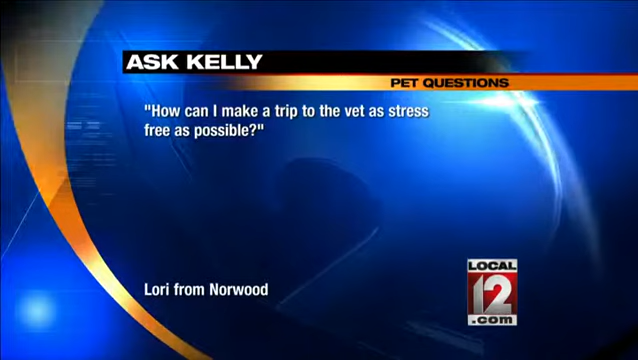 ASK KELLY
PET QUESTIONS
"How can I make a trip to the vet as stress
free as possible?"
Lori from Norwood
LOCAL
12
.com